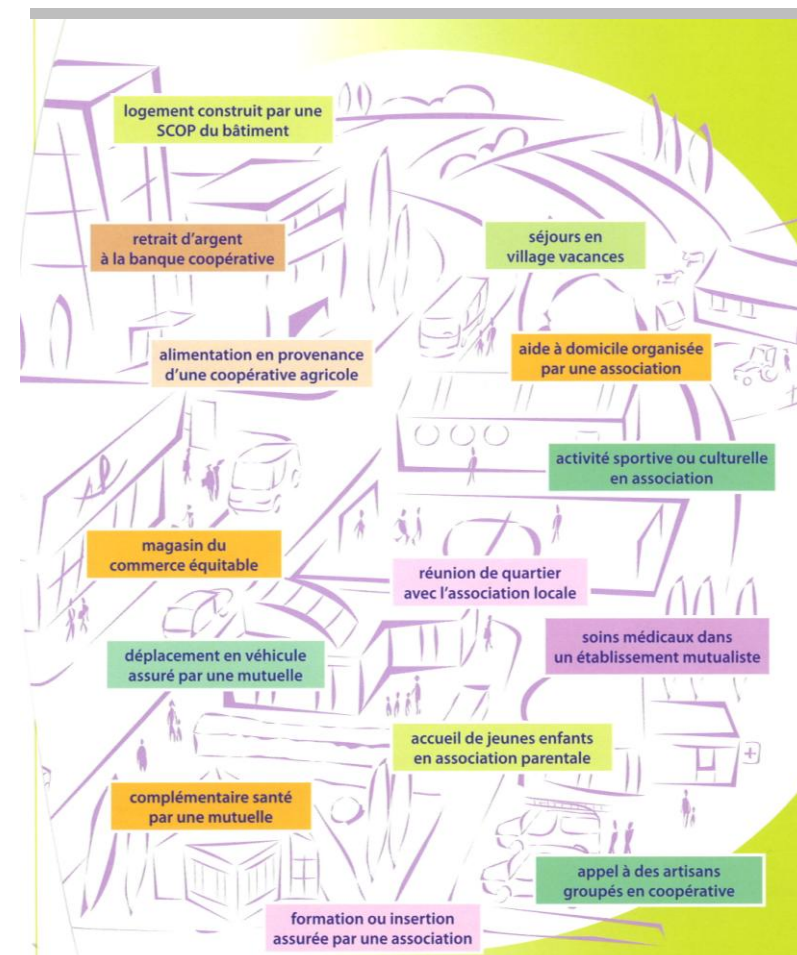 logement construit par une
SCOP du bâtiment
retrait d'argent
à la banque coopérative
séjours en
village vacances
alimentation en provenance
d'une coopérative agricole
aide à domicile organisée
par une association
activité sportive ou culturelle
en association
magasin du
commerce équitable
réunion de quartier
avec l'association locale
déplacement en véhicule
assuré par une mutuelle
soins médicaux dans
un établissement mutualiste
accueil de jeunes enfants
en association parentale
complémentaire santé
par une mutuelle
appel à des artisans
groupés en coopérative
formation ou insertion
assurée par une association